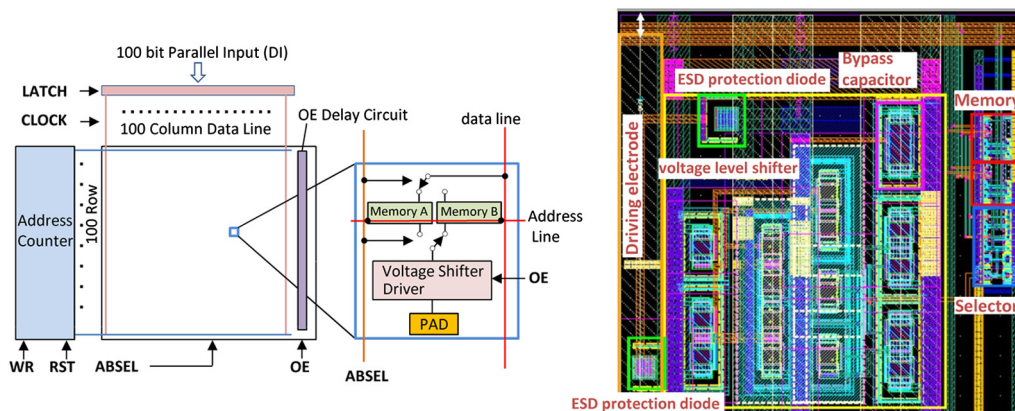 100 bit Parallel Input (DI)
LATCH
CLOCK
100 Column Data Line
OE Delay Circuit
data line
Address
Counter
100 Row
Memory A
Memory B
Address
Line
Voltage Shifter
Driver
OE
PAD
WR
RST
ABSEL
OE
ABSEL
ESD protection diode
Bypass
capacitor
Memory
voltage level shifter
Driving electrode
Selector
ESD protection diode